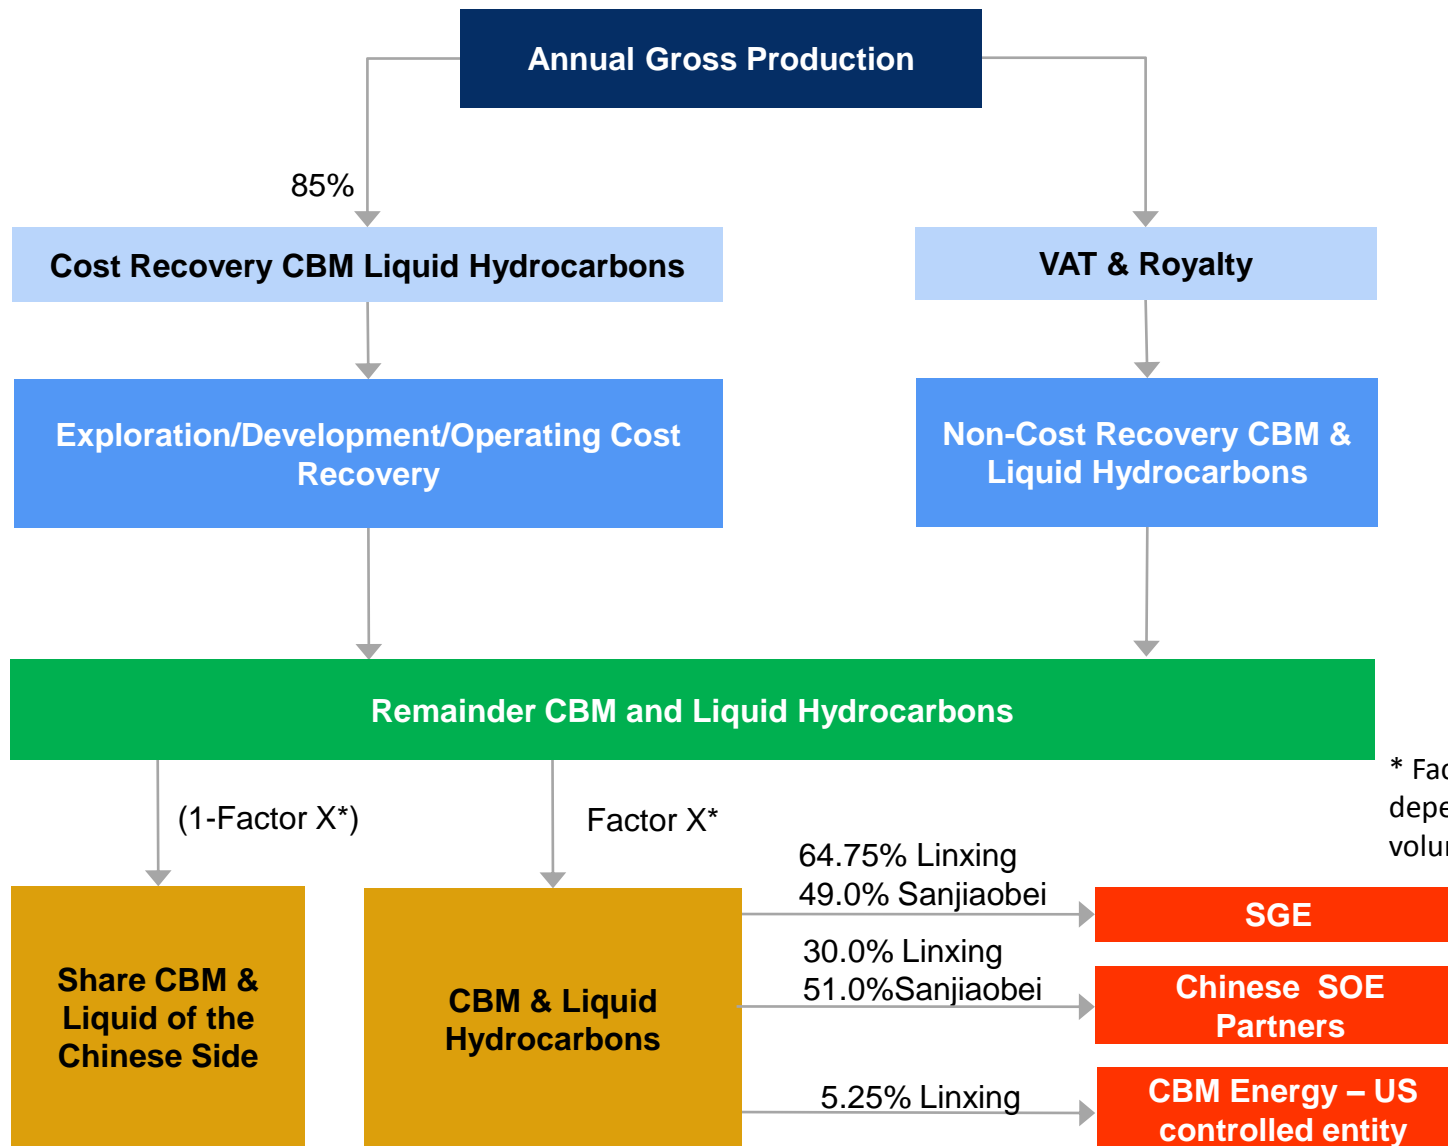 Annual Gross Production
85%
Cost Recovery CBM Liquid Hydrocarbons
VAT & Royalty
Exploration/Development/Operating Cost
Recovery
Non-Cost Recovery CBM &
Liquid Hydrocarbons
Remainder CBM and Liquid Hydrocarbons
(1-Factor X*)
Factor X*
*
64.75% Linxing
49.0% Sanjiaobei
SGE
30.0% Linxing
51.0%Sanjiaobei
Chinese SOE
Partners
5.25% Linxing
CBM Energy – US
controlled entity
Share CBM &
Liquid of the
Chinese Side
CBM & Liquid
Hydrocarbons